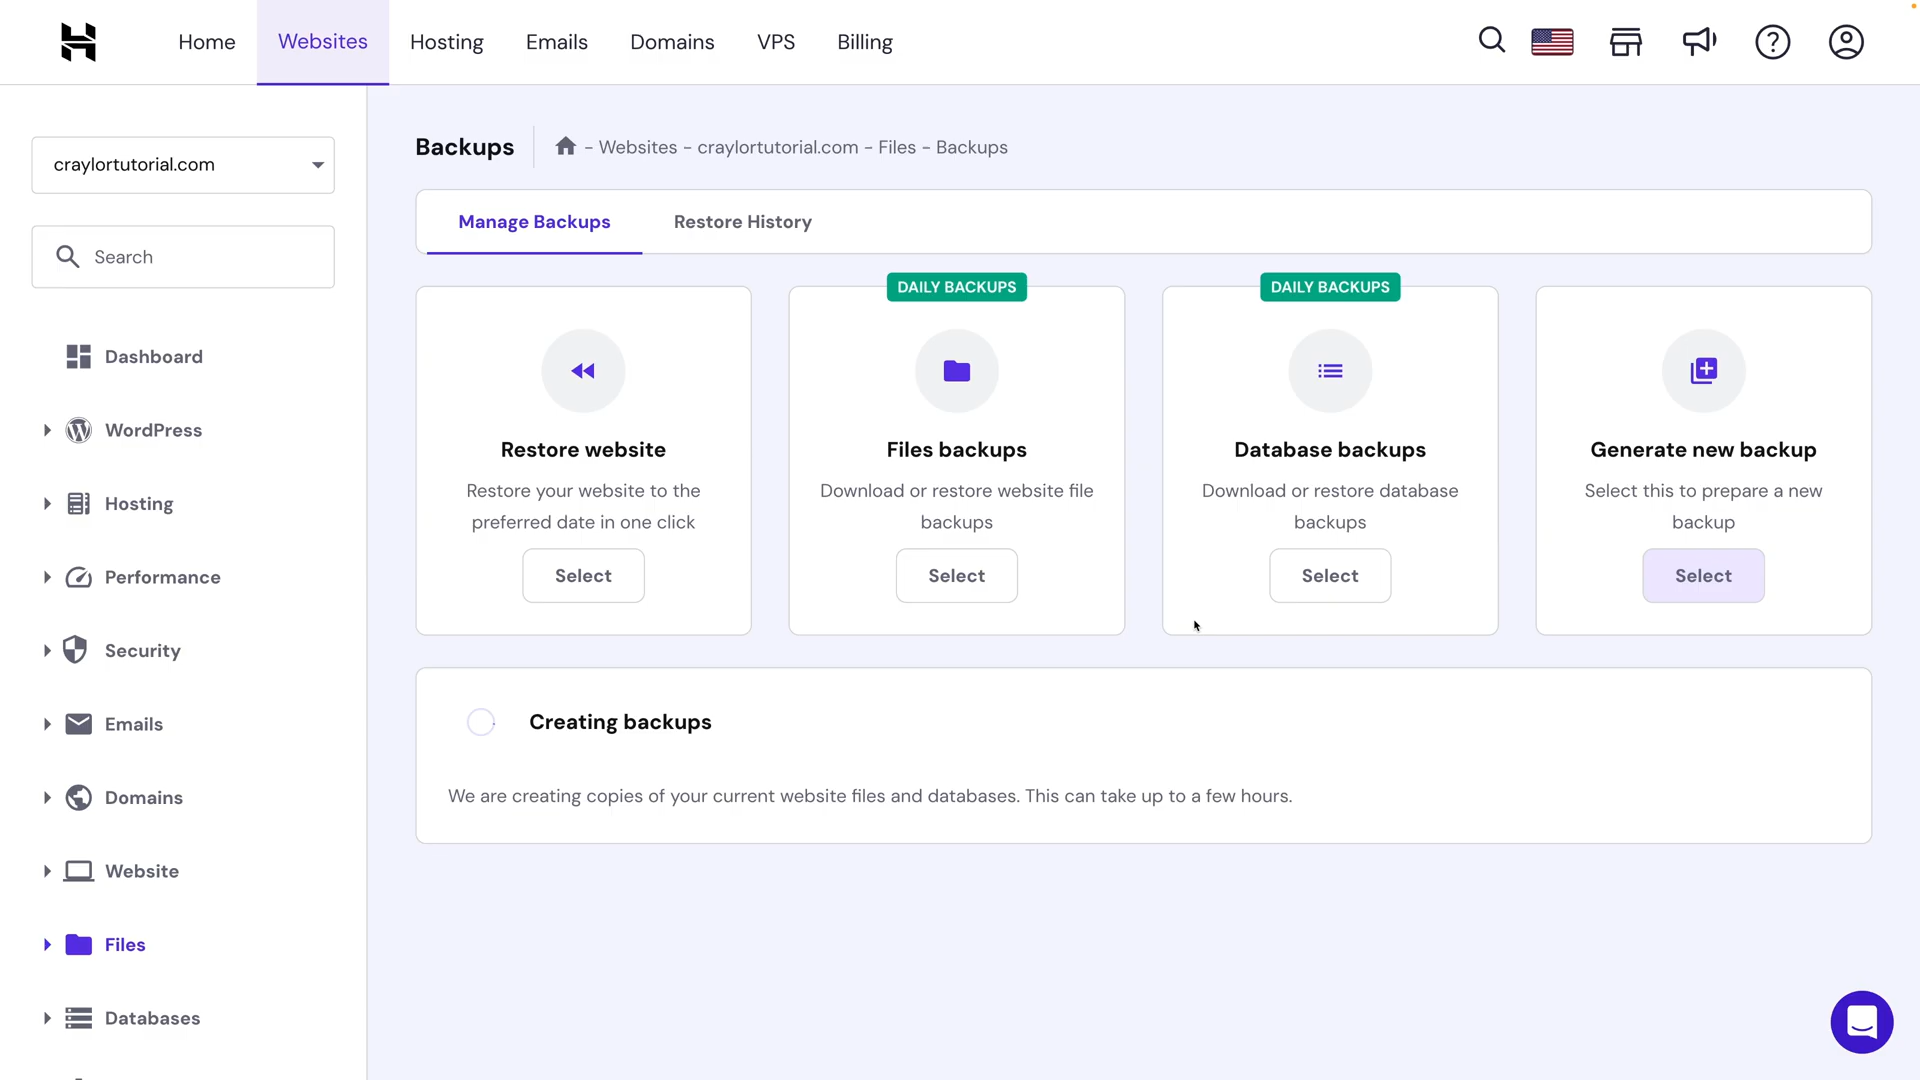 Home
Websites
Hosting
Emails
Domains
VPS
Billing
craylortutorial.com
Search
Dashboard
WordPress
Hosting
Performance
Security
Emails
Domains
Website
Files
Databases
Backups
- Websites - craylortutorial.com - Files - Backups
Manage Backups
Restore History
Restore website
Restore your website to the
preferred date in one click
Select
DAILY BACKUPS
Files backups
Download or restore website file
backups
Select
DAILY BACKUPS
Database backups
Download or restore database
backups
Select
Generate new backup
Select this to prepare a new
backup
Select
Creating backups
We are creating copies of your current website files and databases. This can take up to a few hours.